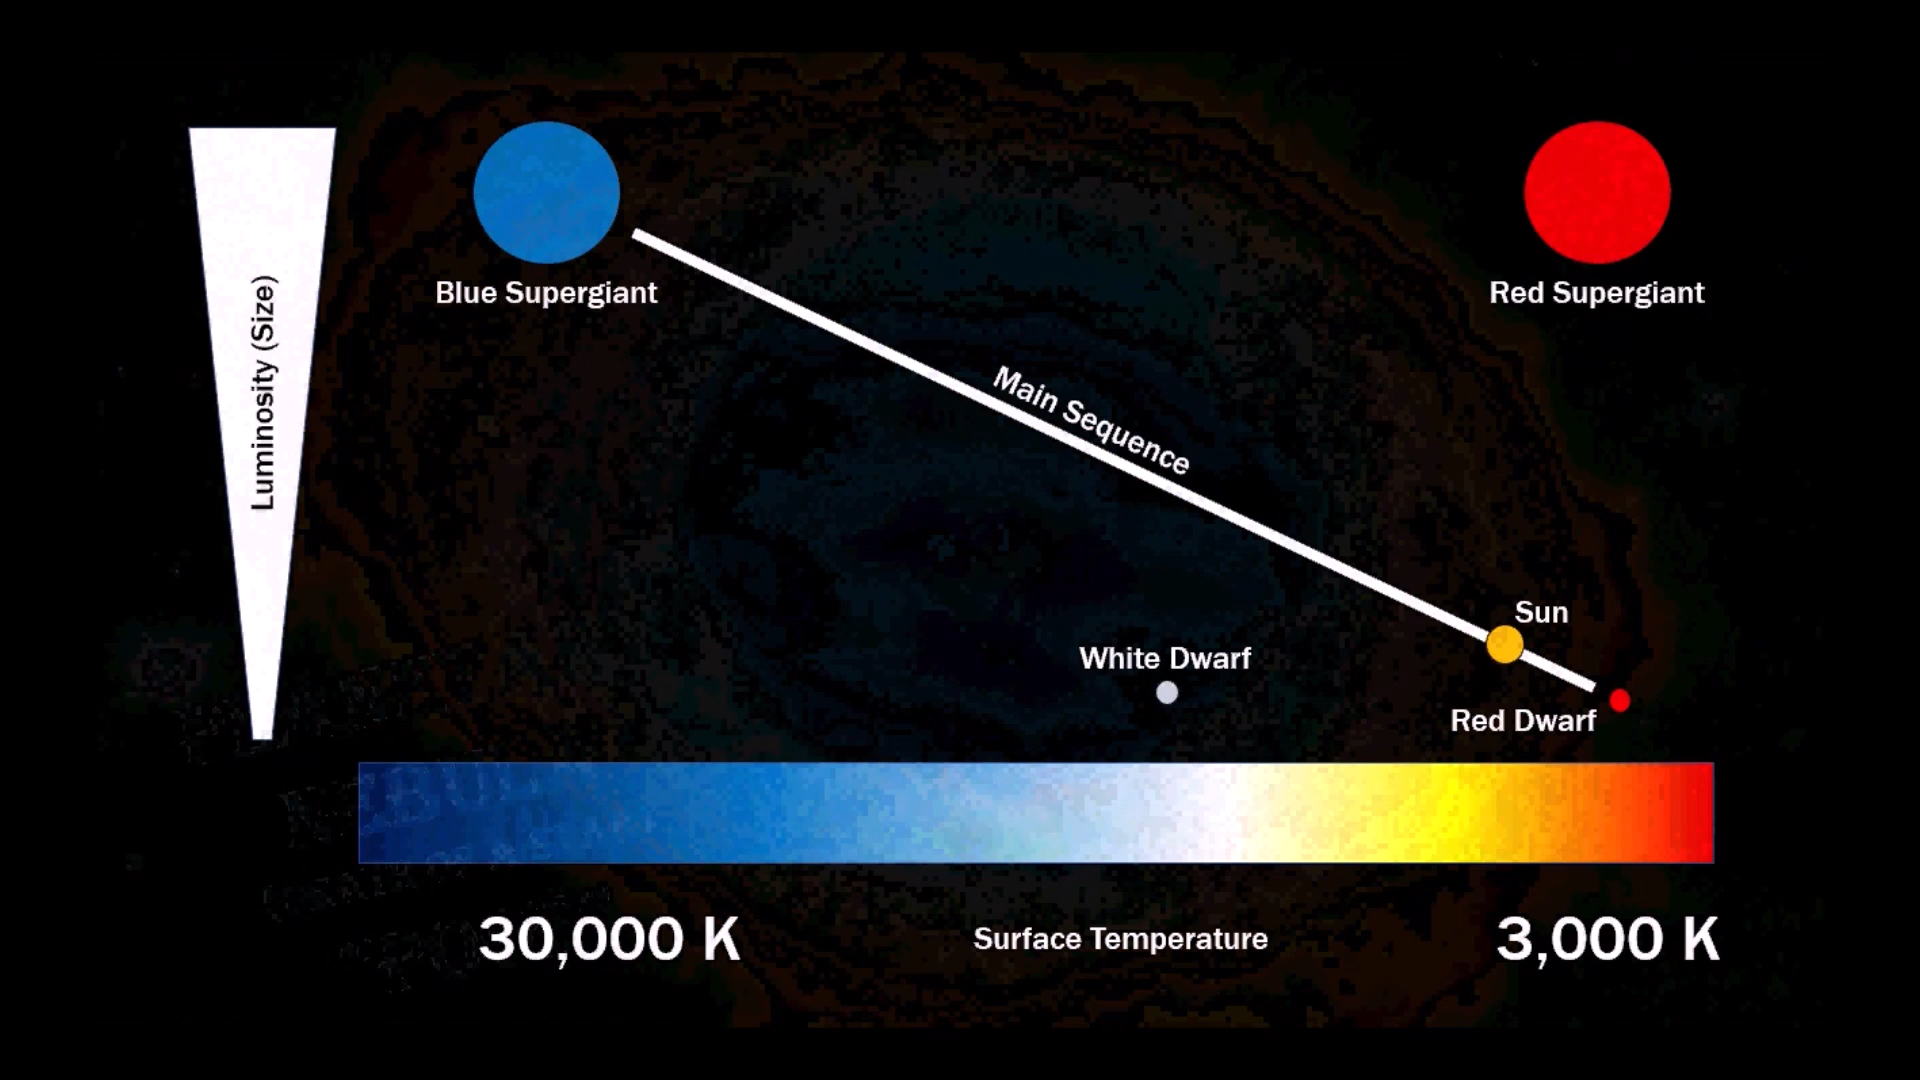 Luminosity (Size)
Blue Supergiant
Red Supergiant
Main Sequence
Sun
White Dwarf
Red Dwarf
30,000 K
Surface Temperature
3,000 K